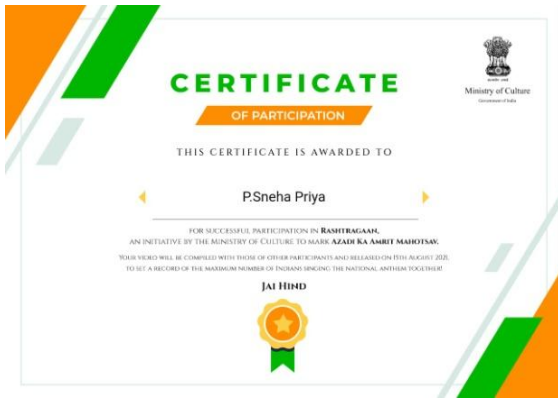 CERTIFICATE
OF PARTICIPATION
Ministry of Culture
Government of India
THIS CERTIFICATE IS AWARDED TO
P.Sneha Priya
FOR SUCCESSFUL PARTICIPATION IN RASHTRAGAAN,
AN INITIATIVE BY THE MINISTRY OF CULTURE TO MARK AZADI KA AMRIT MAHOTSAV.
YOUR VIDEO WILL BE COMPILED WITH THOSE OF OTHER PARTICIPANTS AND RELEASED ON 15TH AUGUST 2021,
TO SET A RECORD OF THE MAXIMUM NUMBER OF INDIANS SINGING THE NATIONAL ANTHEM TOGETHER!
JAI HIND